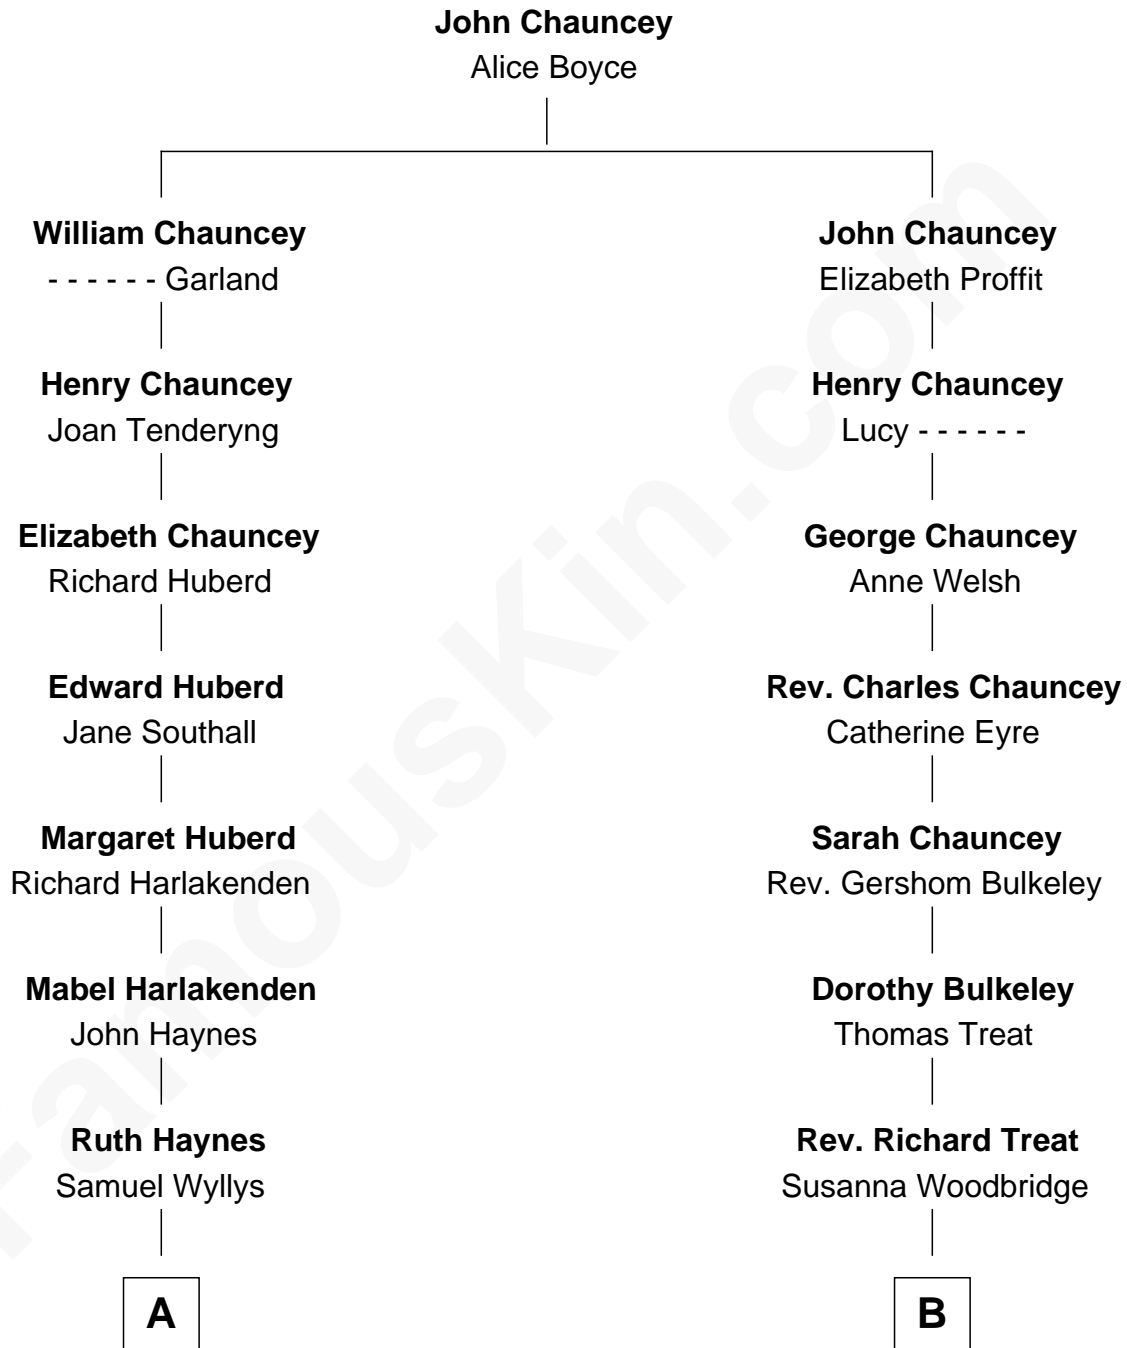 John Chauncey
Alice Boyce
William Chauncey
- - - - - - Garland
Henry Chauncey
Joan Tenderyng
Elizabeth Chauncey
Richard Huberd
Edward Huberd
Jane Southall
Margaret Huberd
Richard Harlakenden
Mabel Harlakenden
John Haynes
Ruth Haynes
Samuel Wyllys
A
John Chauncey
Elizabeth Proffit
Henry Chauncey
Lucy - - - - - -
George Chauncey
Anne Welsh
Rev. Charles Chauncey
Catherine Eyre
Sarah Chauncey
Rev. Gershom Bulkeley
Dorothy Bulkeley
Thomas Treat
Rev. Richard Treat
Susanna Woodbridge
B
FamousKin.com